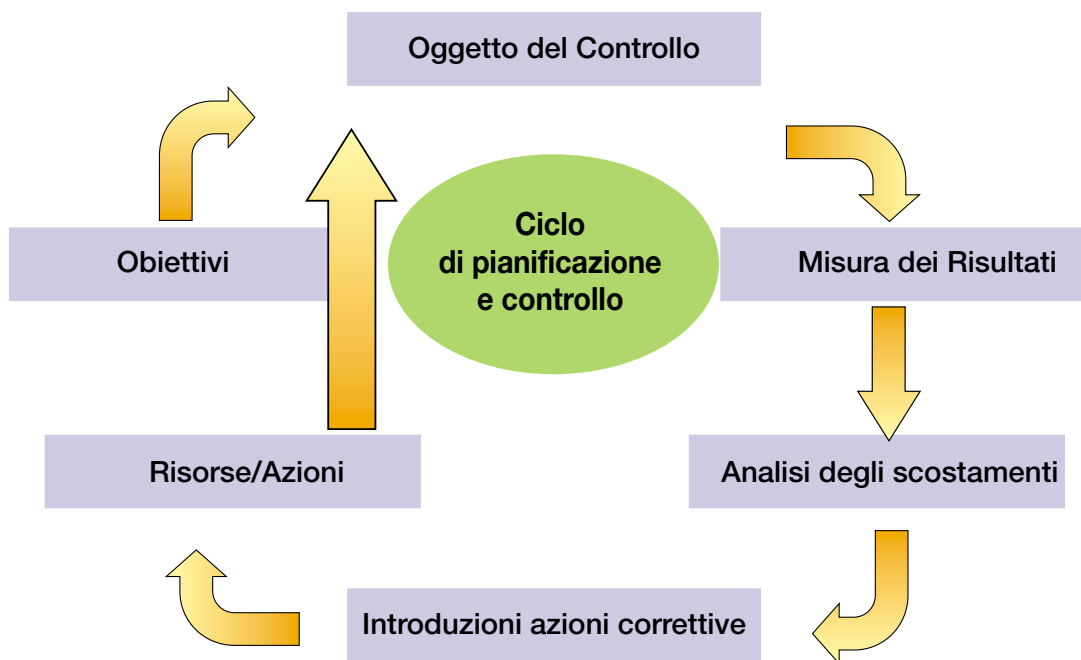 Oggetto del Controllo
Ciclo
di pianificazione
e controllo
Obiettivi
Misura dei Risultati
Risorse/Azioni
Analisi degli scostamenti
Introduzioni azioni correttive